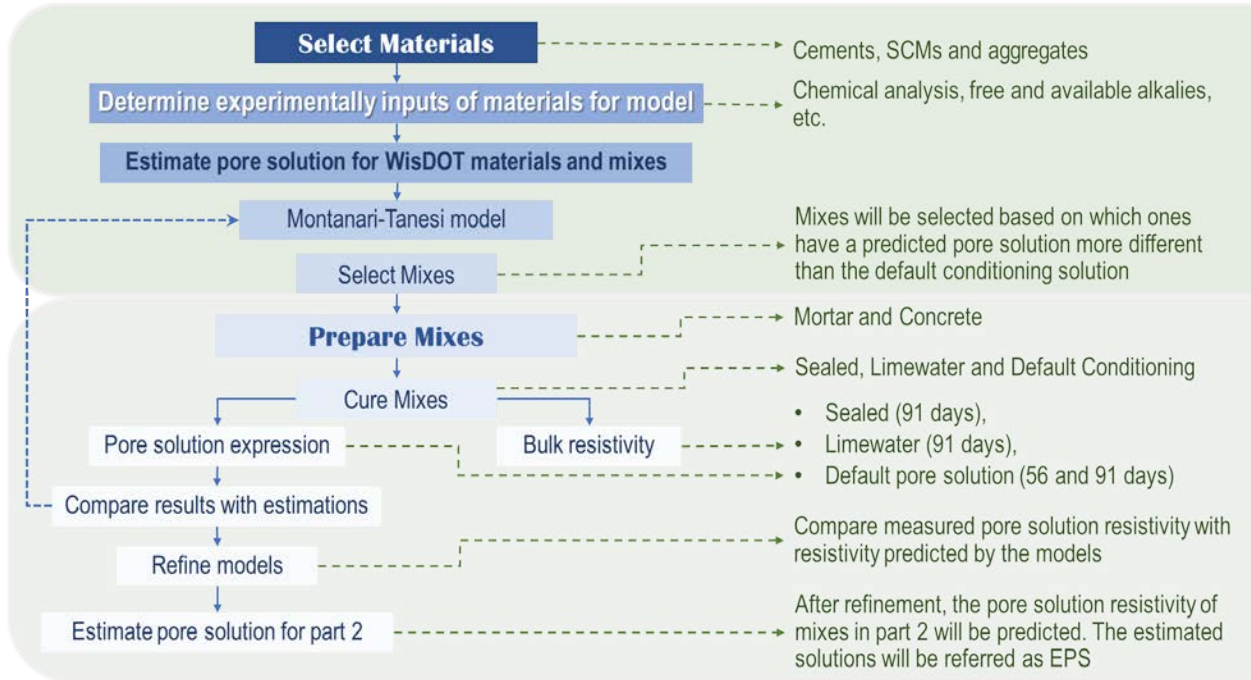 Select Materials
Cements, SCMs and aggregates
Determine experimentally inputs of materials for model
Chemical analysis, free and available alkalies,
etc.
Estimate pore solution for WisDOT materials and mixes
Montanari-Tanesi model
Mixes will be selected based on which ones
have a predicted pore solution more different
than the default conditioning solution
Select Mixes
Prepare Mixes
Mortar and Concrete
Cure Mixes
Sealed, Limewater and Default Conditioning
Pore solution expression
Bulk resistivity
• Sealed (91 days),
• Limewater (91 days),
• Default pore solution (56 and 91 days)
Compare results with estimations
Refine models
Compare measured pore solution resistivity with
resistivity predicted by the models
Estimate pore solution for part 2
After refinement, the pore solution resistivity of
mixes in part 2 will be predicted. The estimated
solutions will be referred as EPS